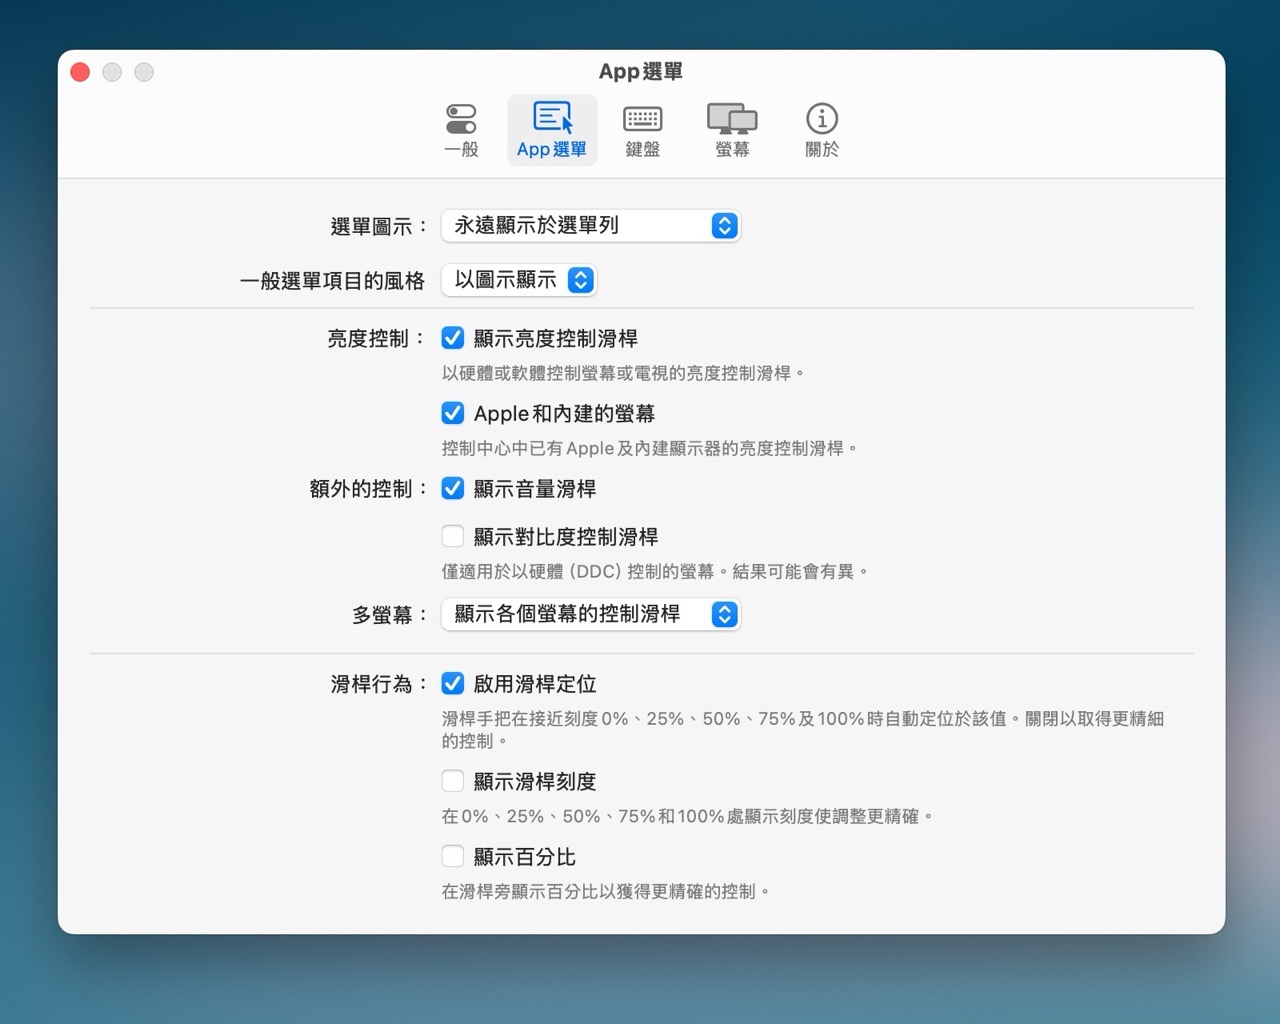 App選單
一般
App 選單
鍵盤
螢幕
關於
選單圖示：
永遠顯示於選單列
一般選單項目的風格
以圖示顯示
亮度控制：
顯示亮度控制滑桿
以硬體或軟體控制螢幕或電視的亮度控制滑桿。
Apple和內建的螢幕
控制中心中已有Apple及內建顯示器的亮度控制滑桿。
額外的控制：
顯示音量滑桿
顯示對比度控制滑桿
僅適用於以硬體 (DDC) 控制的螢幕。結果可能會有異。
多螢幕：
顯示各個螢幕的控制滑桿
滑桿行為：
啟用滑桿定位
滑桿手把在接近刻度0%、25%、50%、75%及100%時自動定位於該值。關閉以取得更精細
的控制。
顯示滑桿刻度
在0%、25%、50%、75%和100%處顯示刻度使調整更精確。
顯示百分比
在滑桿旁顯示百分比以獲得更精確的控制。